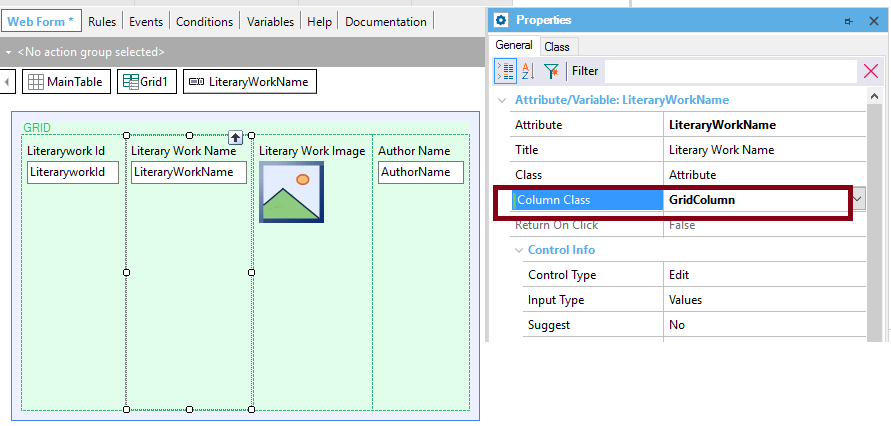 Web Form *
Rules
Events
Conditions
Variables
Help
Documentation
<No action group selected>
MainTable
Grid1
LiteraryWorkName
GRID
Literarywork Id
Literary Work Name
Literary Work Image
Author Name
LiteraryworkId
LiteraryWorkName
AuthorName
Properties
General
Class
Filter
Attribute/Variable: LiteraryWorkName
Attribute LiteraryWorkName
Title Literary Work Name
Class Attribute
Column Class GridColumn
Return On Click False
Control Info
Control Type Edit
Input Type Values
Suggest No